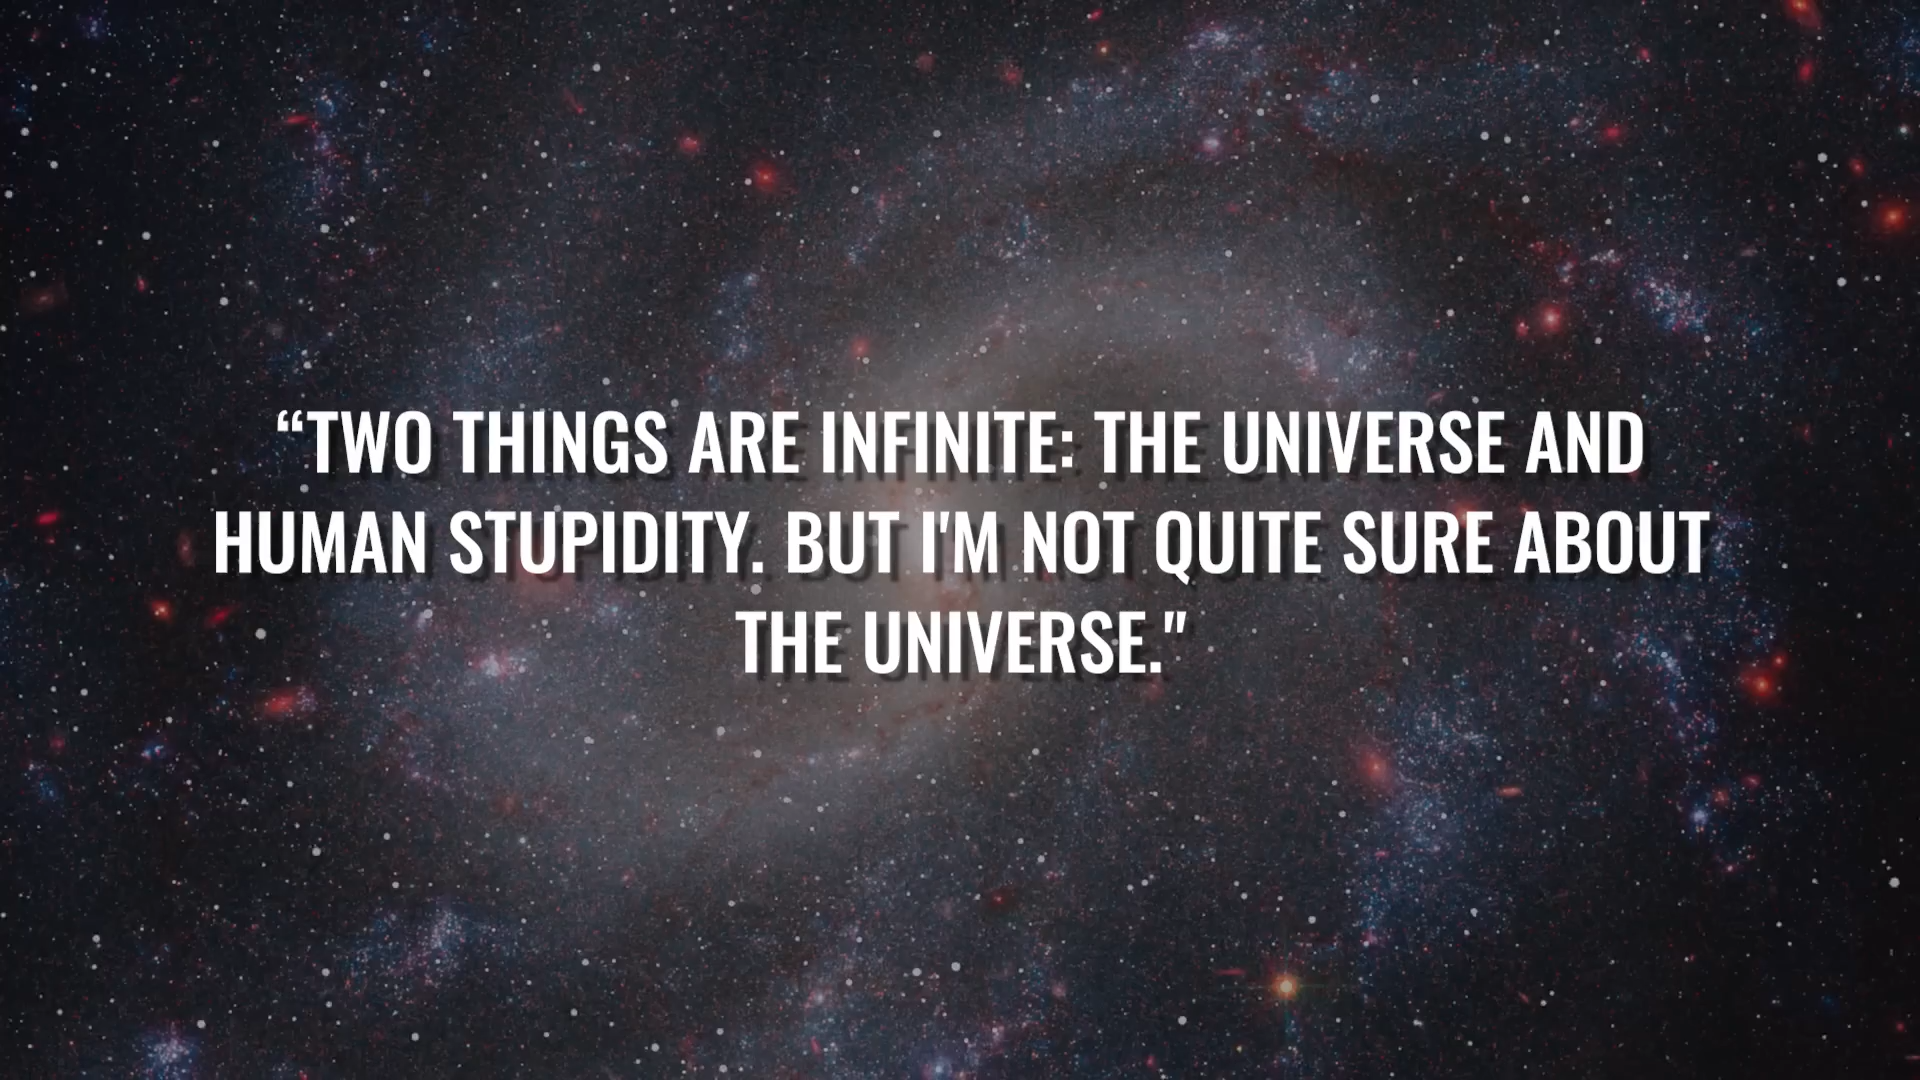 “TWO THINGS ARE INFINITE: THE UNIVERSE AND
HUMAN STUPIDITY. BUT I'M NOT QUITE SURE ABOUT
THE UNIVERSE."